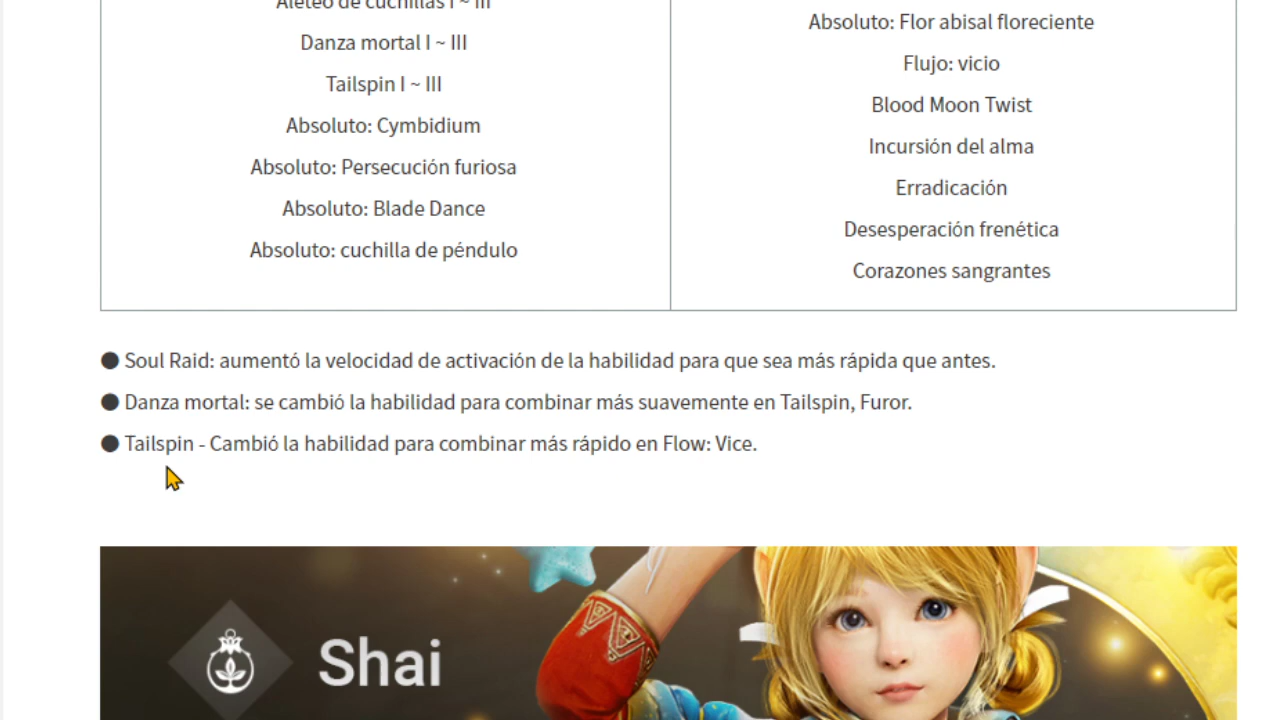 Aleteo de cuchillas I ~ III
Danza mortal I ~ III
Tailspin I ~ III
Absoluto: Cymbidium
Absoluto: Persecución furiosa
Absoluto: Blade Dance
Absoluto: cuchilla de péndulo
Absoluto: Flor abisal floreciente
Flujo: vicio
Blood Moon Twist
Incursión del alma
Erradicación
Desesperación frenética
Corazones sangrantes
● Soul Raid: aumentó la velocidad de activación de la habilidad para que sea más rápida que antes.
● Danza mortal: se cambió la habilidad para combinar más suavemente en Tailspin, Furor.
● Tailspin - Cambió la habilidad para combinar más rápido en Flow: Vice.
Shai